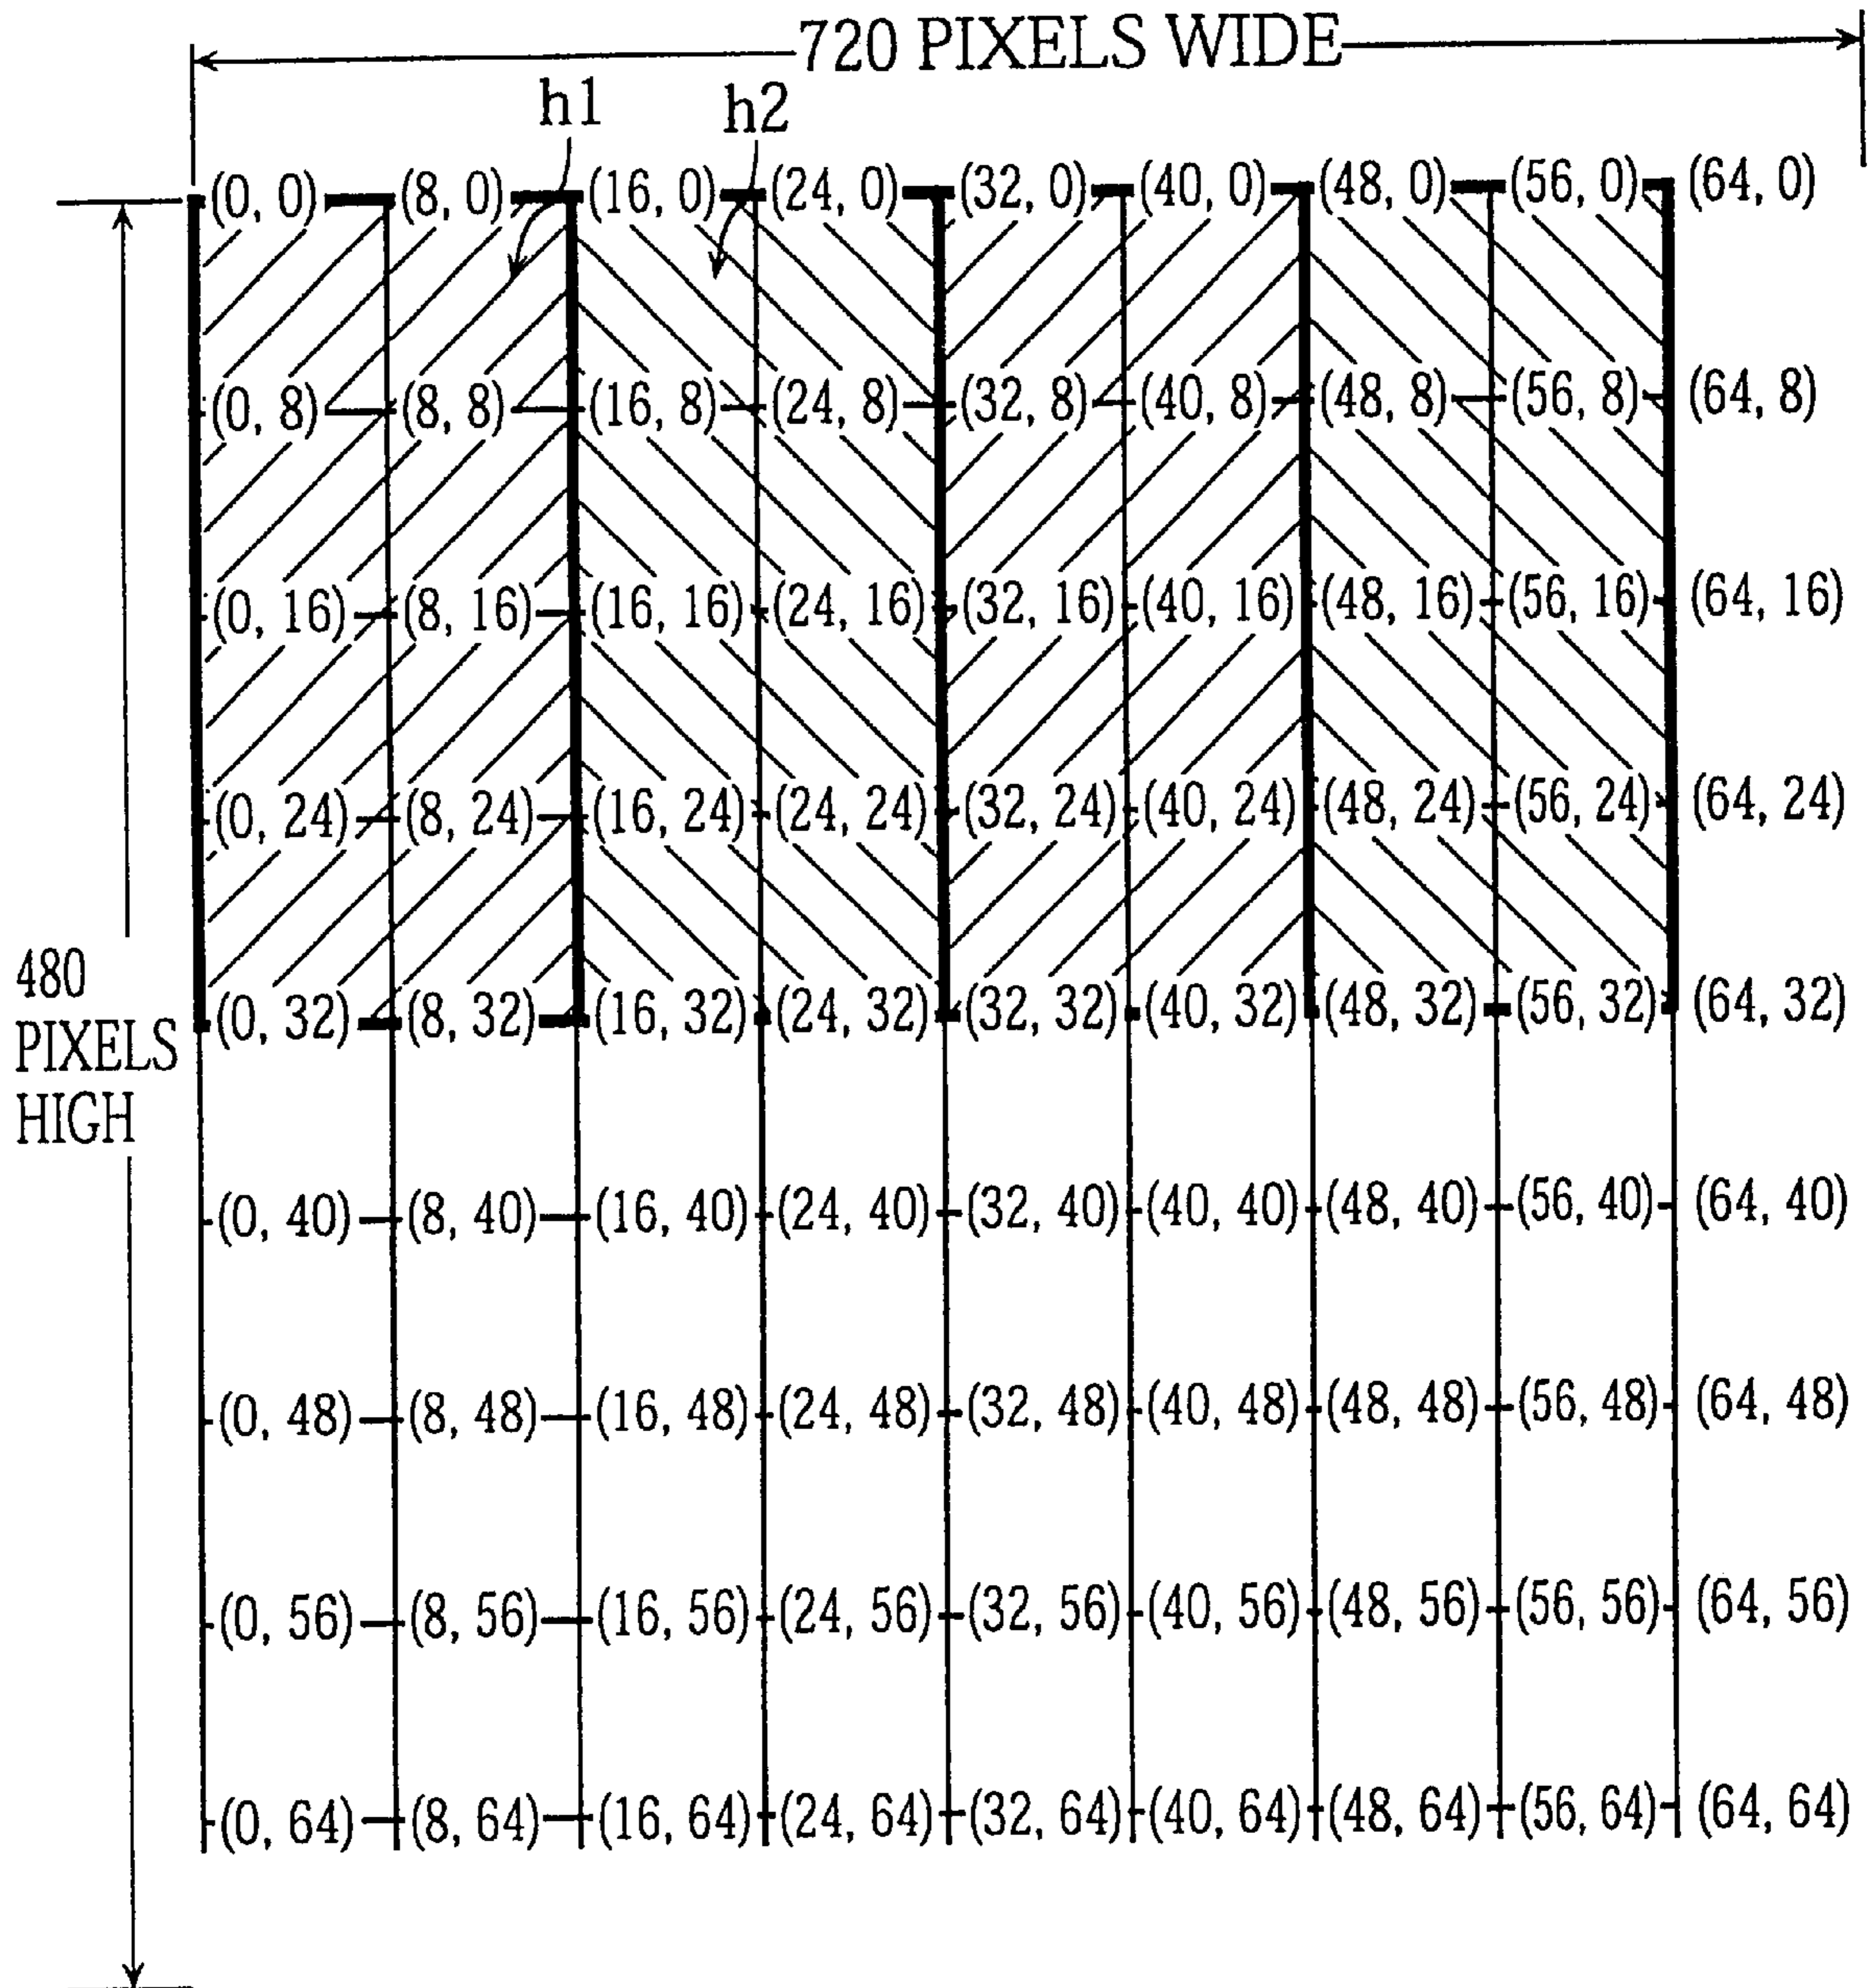 720 PIXELS WIDE
h1 h2
(0, 0) (8, 0) (16, 0) (24, 0) (32, 0) (40, 0) (48, 0) (56, 0) (64, 0)
(0, 8) (8, 8) (16, 8) (24, 8) (32, 8) (40, 8) (48, 8) (56, 8) (64, 8)
(0, 16) (8, 16) (16, 16) (24, 16) (32, 16) (40, 16) (48, 16) (56, 16) (64, 16)
(0, 24) (8, 24) (16, 24) (24, 24) (32, 24) (40, 24) (48, 24) (56, 24) (64, 24)
480
PIXELS
HIGH
(0, 32) (8, 32) (16, 32) (24, 32) (32, 32) (40, 32) (48, 32) (56, 32) (64, 32)
(0, 40) (8, 40) (16, 40) (24, 40) (32, 40) (40, 40) (48, 40) (56, 40) (64, 40)
(0, 48) (8, 48) (16, 48) (24, 48) (32, 48) (40, 48) (48, 48) (56, 48) (64, 48)
(0, 56) (8, 56) (16, 56) (24, 56) (32, 56) (40, 56) (48, 56) (56, 56) (64, 56)
(0, 64) (8, 64) (16, 64) (24, 64) (32, 64) (40, 64) (48, 64) (56, 64) (64, 64)